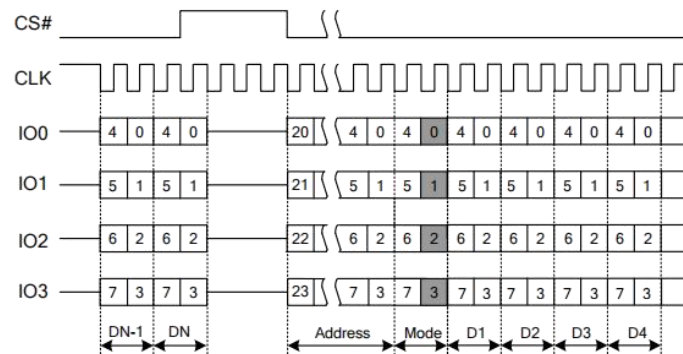 CS#
CLK
IO0 4 0 4 0 20 4 0 4 0 4 0 4 0 4 0 4 0
IO1 5 1 5 1 21 5 1 5 1 5 1 5 1 5 1 5 1
IO2 6 2 6 2 22 6 2 6 2 6 2 6 2 6 2 6 2
IO3 7 3 7 3 23 7 3 7 3 7 3 7 3 7 3 7 3
DN-1 DN Address Mode D1 D2 D3 D4